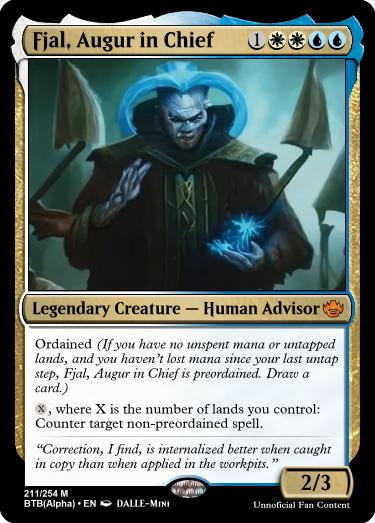 Fjal, Augur in Chief 1
Legendary Creature — Human Advisor
Ordained (If you have no unspent mana or untapped
lands, and you haven't lost mana since your last untap
step, Fjal, Augur in Chief is preordained. Draw a
card.)
X, where X is the number of lands you control:
Counter target non-preordained spell.
“Correction, I find, is internalized better when caught
in copy than when applied in the workpits.”
2/3
211/254 M
BTB(Alpha) • EN DALLE-Mini
Unnoficial Fan Content